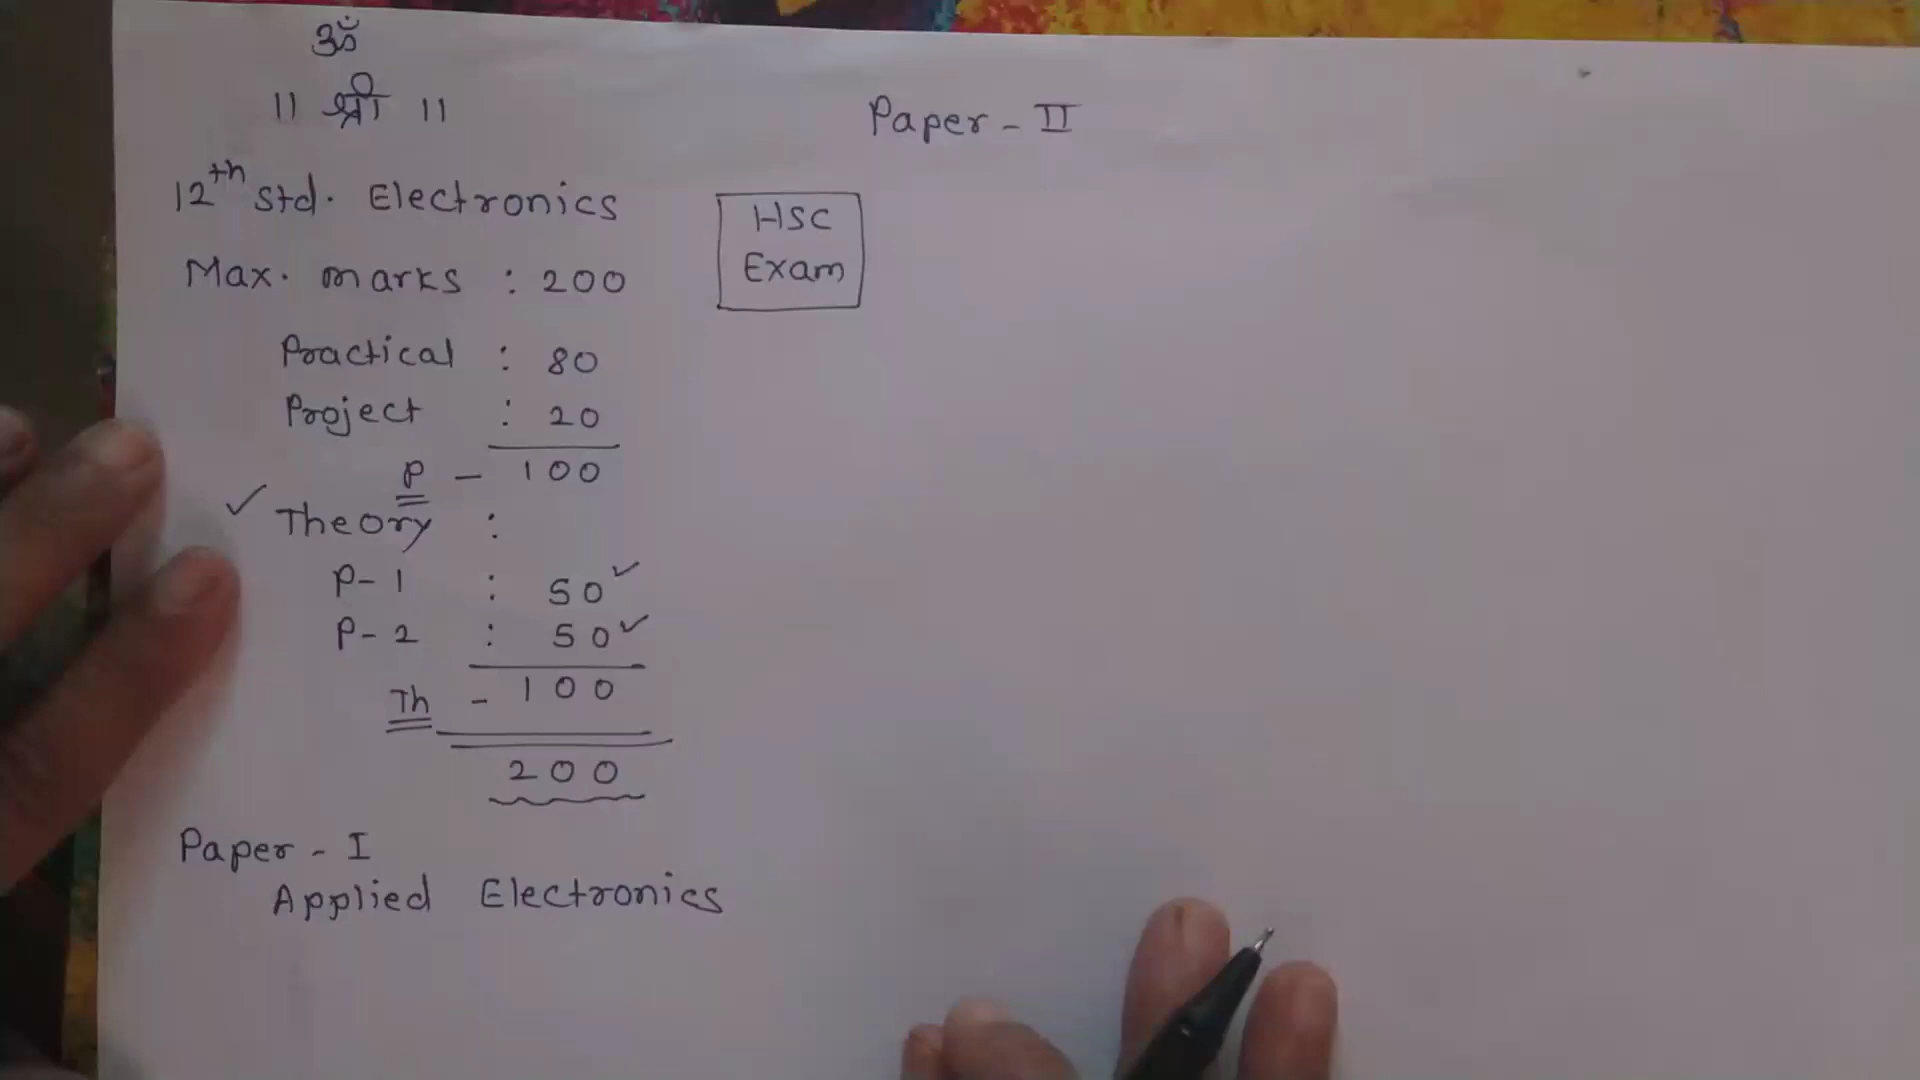 ॐ
|| श्री ||
12th std. Electronics
Max. marks : 200
Practical : 80
Project : 20
P - 100
✓ Theory :
P-1 : 50 ✓
P-2 : 50 ✓
Th - 100
200
Paper - I
Applied Electronics
Paper - II
HSC
Exam